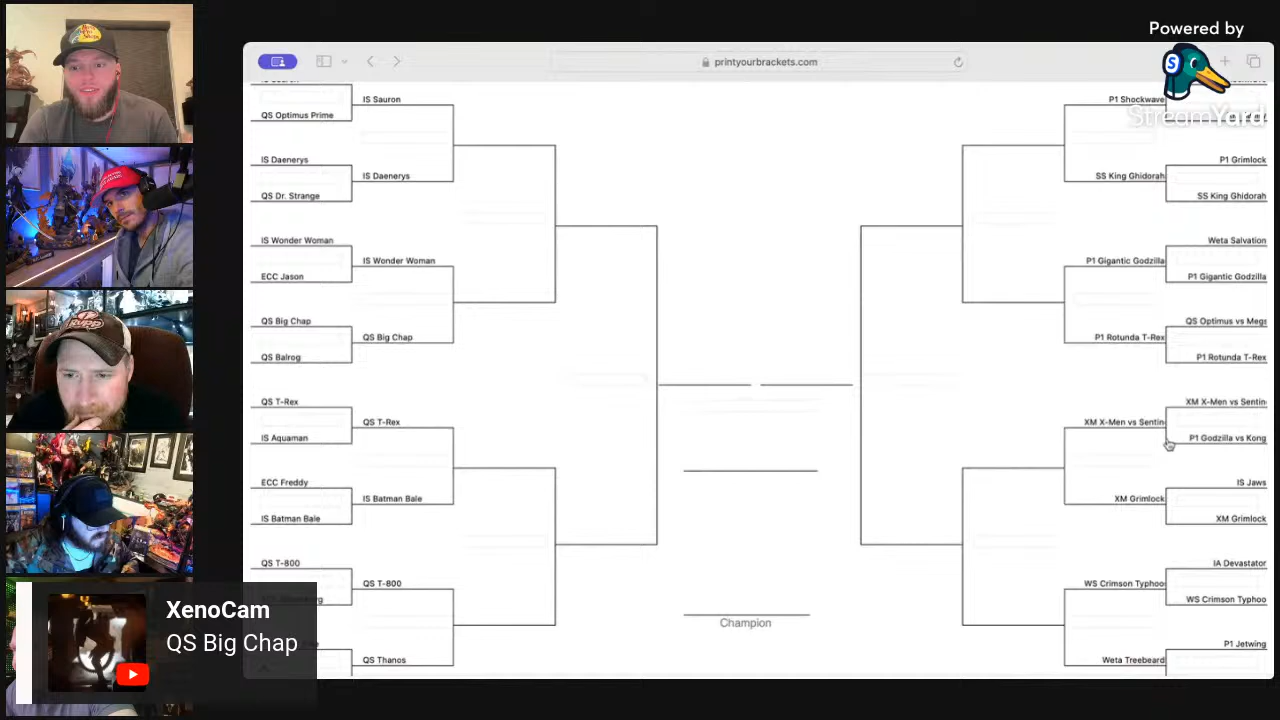 Powered by
StreamYard
printyourbrackets.com
QS Optimus Prime
IS Sauron
IS Daenerys
QS Dr. Strange
IS Daenerys
IS Wonder Woman
ECC Jason
IS Wonder Woman
QS Big Chap
QS Balrog
QS Big Chap
QS T-Rex
IS Aquaman
QS T-Rex
ECC Freddy
IS Batman Bale
IS Batman Bale
QS T-800
QS T-800
QS Thanos
Champion
P1 Shockwave
P1 Grimlock
SS King Ghidorah
SS King Ghidorah
Weta Salvation
P1 Gigantic Godzilla
P1 Gigantic Godzilla
QS Optimus vs Megs
P1 Rotunda T-Rex
P1 Rotunda T-Rex
XM X-Men vs Sentin
XM X-Men vs Sentin
P1 Godzilla vs Kong
IS Jaws
XM Grimlock
XM Grimlock
IA Devastator
WS Crimson Typhoo
WS Crimson Typhoo
P1 Jetwing
Weta Treebeard
XenoCam
QS Big Chap